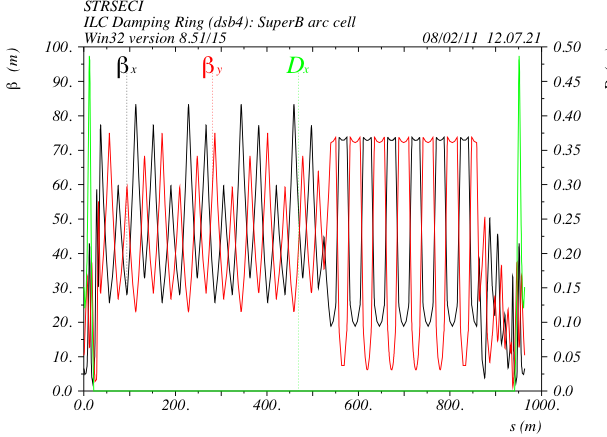 STRSECI
ILC Damping Ring (dsb4): SuperB arc cell
Win32 version 8.51/15 08/02/11 12.07.21
100. 0.50
βx βy Dx
90. 0.45
80. 0.40
70. 0.35
60. 0.30
50. 0.25
40. 0.20
30. 0.15
20. 0.10
10. 0.05
0.0 0.0
0.0 200. 400. 600. 800. 1000.
s (m)
β (m)